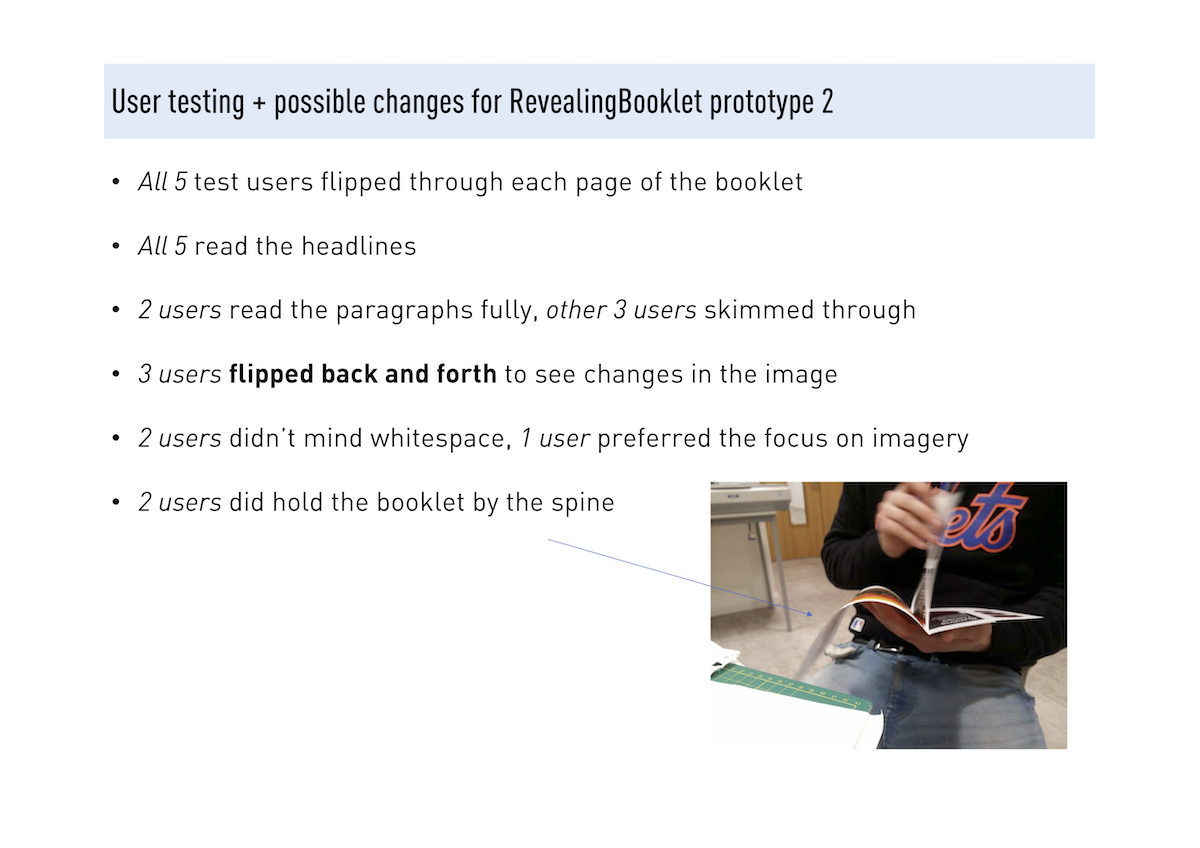 User testing + possible changes for RevealingBooklet prototype 2
• All 5 test users flipped through each page of the booklet
• All 5 read the headlines
• 2 users read the paragraphs fully, other 3 users skimmed through
• 3 users flipped back and forth to see changes in the image
• 2 users didn’t mind whitespace, 1 user preferred the focus on imagery
• 2 users did hold the booklet by the spine
ets